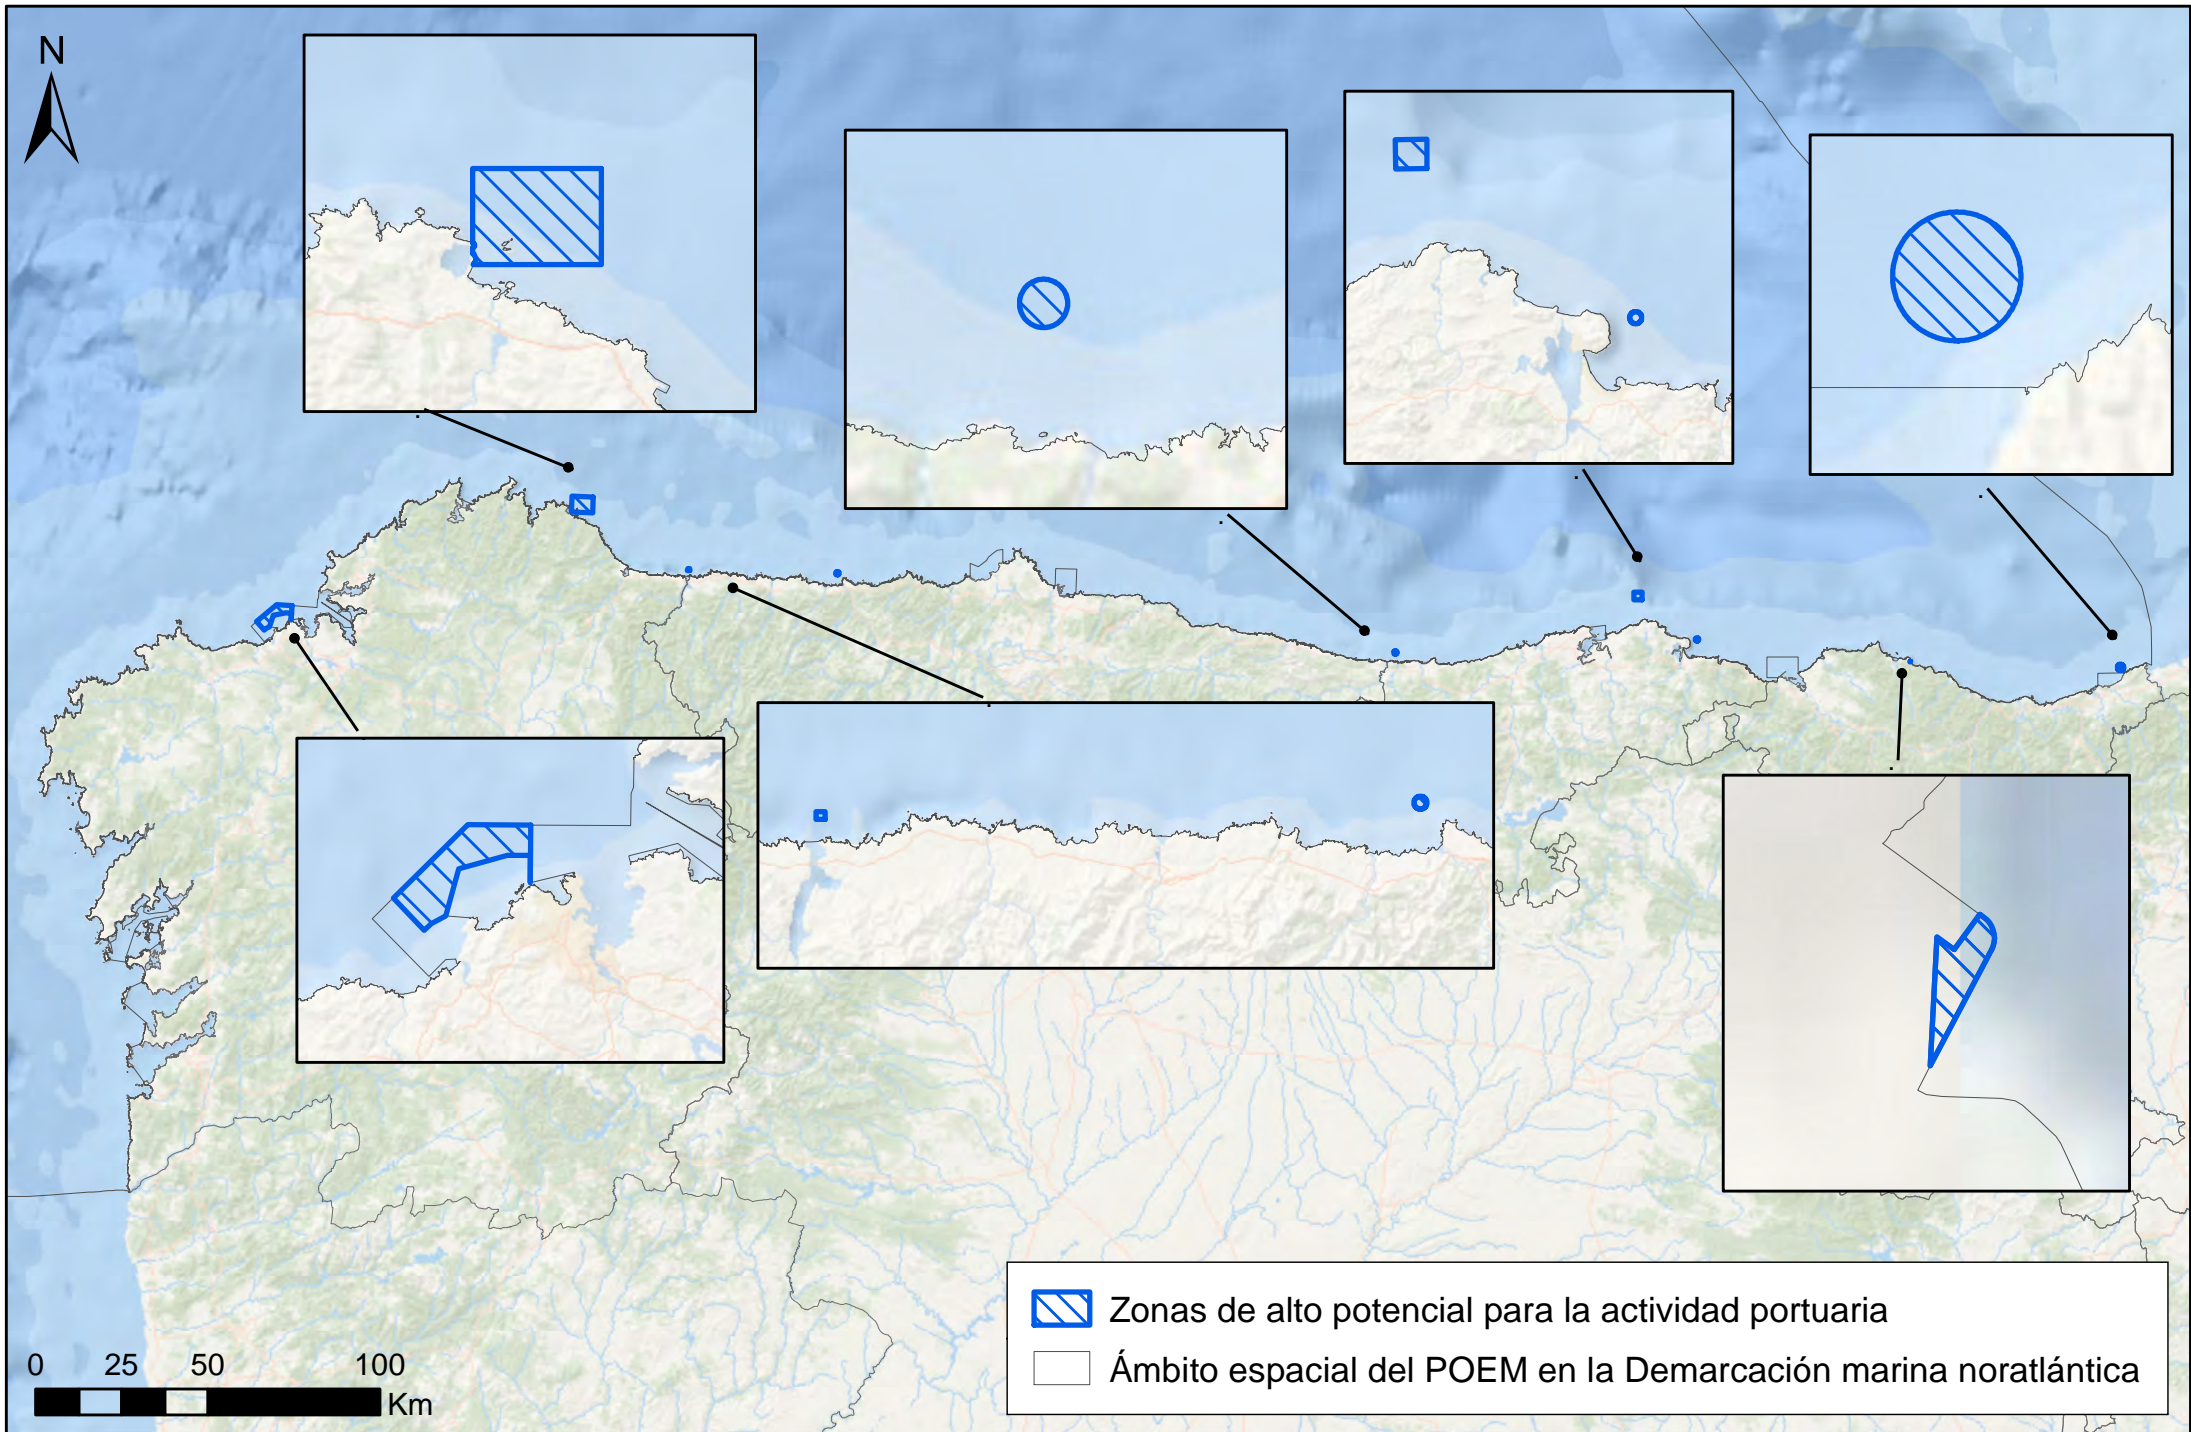 N
Zonas de alto potencial para la actividad portuaria
Ámbito espacial del POEM en la Demarcación marina noratlántica
0 25 50 100
Km